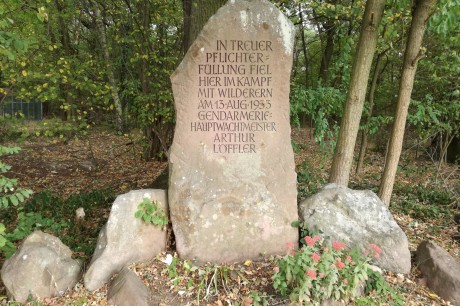 IN TREUER
PFLICHTER=
FÜLLUNG FIEL
HIER IM KAMPF
MIT WILDERERN
AM 13·AUG·1933
GENDARMERIE=
HAUPTWACHTMEISTER
ARTHUR
LÖFFLER